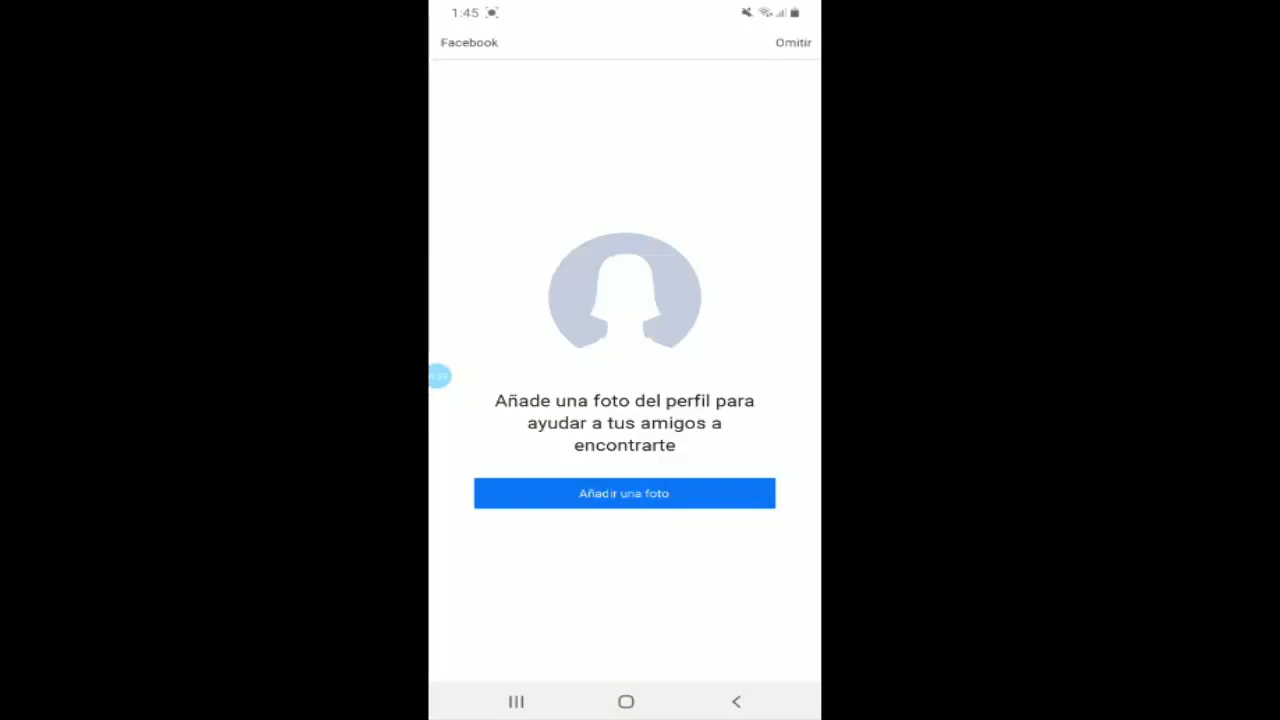 1:45
Facebook
Omitir
Añade una foto del perfil para
ayudar a tus amigos a
encontrarte
Añadir una foto